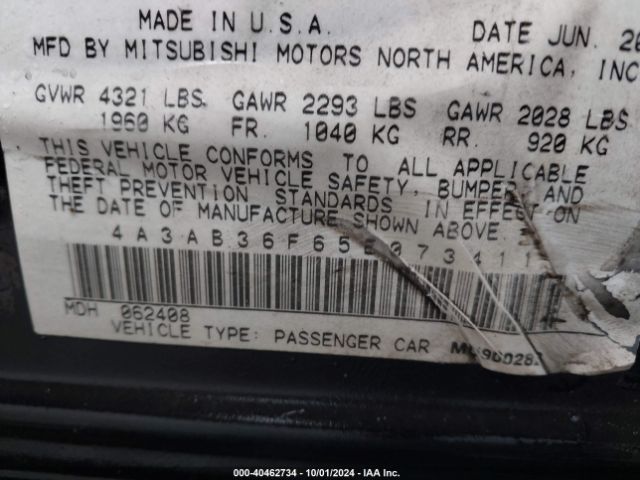 MADE IN U.S.A. DATE JUN. 20
MFD BY MITSUBISHI MOTORS NORTH AMERICA, INC
GVWR 4321 LBS GAWR 2293 LBS GAWR 2028 LBS
1960 KG FR. 1040 KG RR. 920 KG
THIS VEHICLE CONFORMS TO ALL APPLICABLE
FEDERAL MOTOR VEHICLE SAFETY, BUMPER, AND
THEFT PREVENTION STANDARDS IN EFFECT ON
THE DATE OF MANUFACTURE SHOWN ABOVE.
4A3AB36F65E073411
MDH 062408
VEHICLE TYPE: PASSENGER CAR
000-40462734 - 10/01/2024 - IAA Inc.